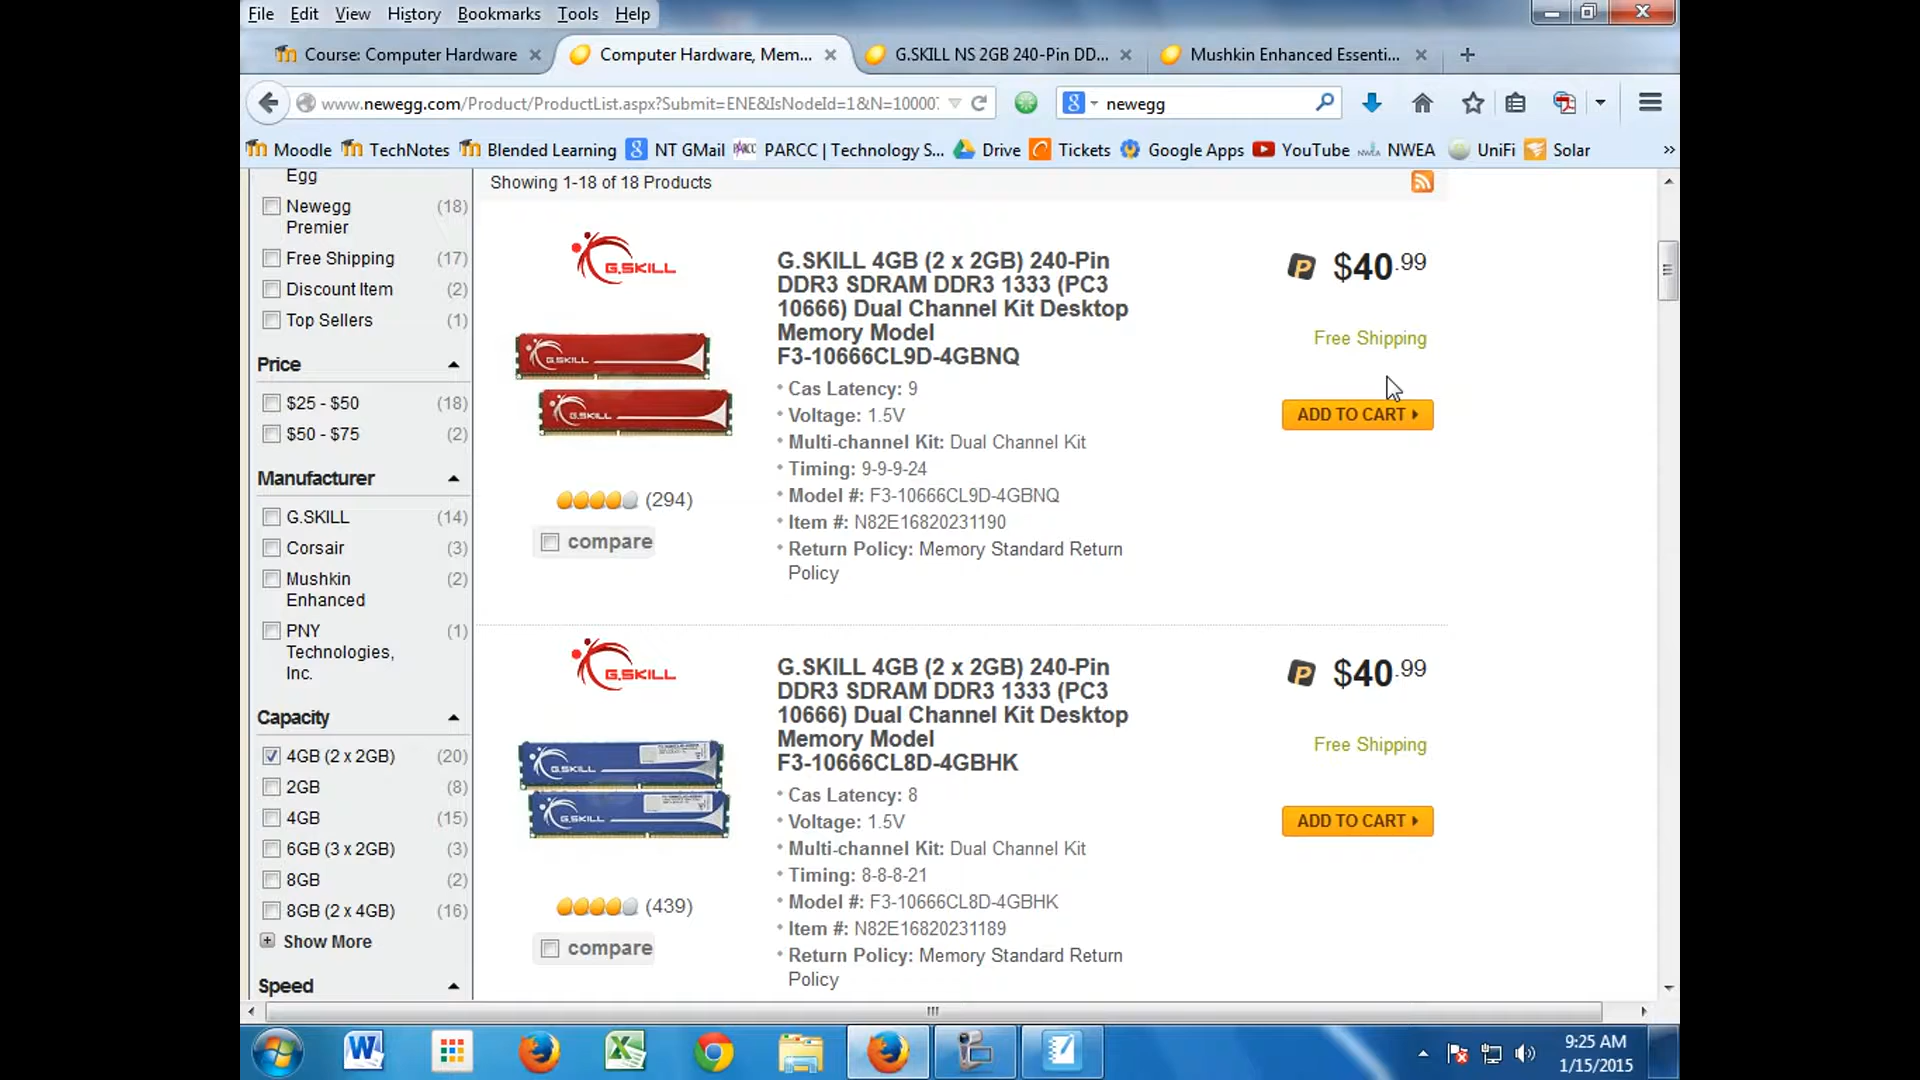 File Edit View History Bookmarks Tools Help
Course: Computer Hardware
Computer Hardware, Mem...
G.SKILL NS 2GB 240-Pin DD...
Mushkin Enhanced Essenti...
www.newegg.com/Product/ProductList.aspx?Submit=ENE&IsNodeId=1&N=10000
newegg
Moodle TechNotes Blended Learning NT GMail PARCC | Technology S... Drive Tickets Google Apps YouTube NWEA UniFi Solar
Egg
Newegg (18)
Premier
Free Shipping (17)
Discount Item (2)
Top Sellers (1)
Price
$25 - $50 (18)
$50 - $75 (2)
Manufacturer
G.SKILL (14)
Corsair (3)
Mushkin (2)
Enhanced
PNY (1)
Technologies,
Inc.
Capacity
4GB (2 x 2GB) (20)
2GB (8)
4GB (15)
6GB (3 x 2GB) (3)
8GB (2)
8GB (2 x 4GB) (16)
Show More
Speed
Showing 1-18 of 18 Products
G.SKILL
G.SKILL
G.SKILL
(294)
compare
G.SKILL 4GB (2 x 2GB) 240-Pin
DDR3 SDRAM DDR3 1333 (PC3
10666) Dual Channel Kit Desktop
Memory Model
F3-10666CL9D-4GBNQ
Cas Latency: 9
Voltage: 1.5V
Multi-channel Kit: Dual Channel Kit
Timing: 9-9-9-24
Model #: F3-10666CL9D-4GBNQ
Item #: N82E16820231190
Return Policy: Memory Standard Return
Policy
$40.99
Free Shipping
ADD TO CART
G.SKILL
G.SKILL
G.SKILL
(439)
compare
G.SKILL 4GB (2 x 2GB) 240-Pin
DDR3 SDRAM DDR3 1333 (PC3
10666) Dual Channel Kit Desktop
Memory Model
F3-10666CL8D-4GBHK
Cas Latency: 8
Voltage: 1.5V
Multi-channel Kit: Dual Channel Kit
Timing: 8-8-8-21
Model #: F3-10666CL8D-4GBHK
Item #: N82E16820231189
Return Policy: Memory Standard Return
Policy
$40.99
Free Shipping
ADD TO CART
9:25 AM
1/15/2015